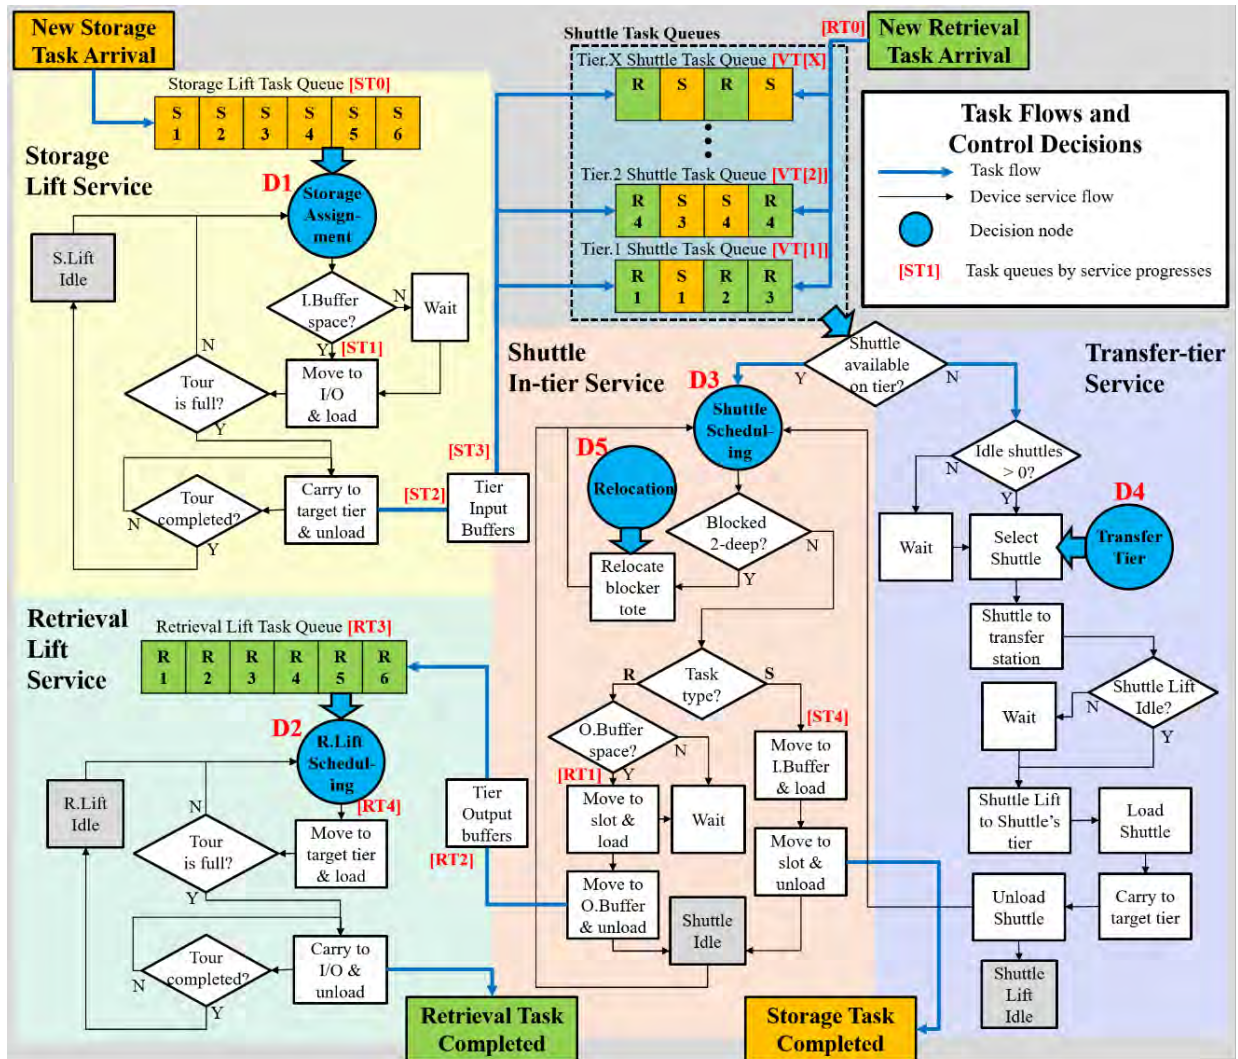 New Storage
Task Arrival
Storage Lift Task Queue [ST0]
S S S S S S
1 2 3 4 5 6
Storage
Lift Service
D1
Storage
Assign-
ment
S.Lift
Idle
I.Buffer
space?
N
Wait
Y
[ST1]
N
Tour
is full?
Move to
I/O
& load
Y
Tour
completed?
N
Y
Carry to
target tier
& unload
[ST2]
[ST3]
Tier
Input
Buffers
Shuttle Task Queues
[RT0]
New Retrieval
Task Arrival
Tier.X Shuttle Task Queue [VT[X]
R S R S
Tier.2 Shuttle Task Queue [VT[2]]
R S S R
4 3 4 4
Tier.1 Shuttle Task Queue [VT[1]]
R S R R
1 1 2 3
Task Flows and
Control Decisions
Task flow
Device service flow
Decision node
[ST1] Task queues by service progresses
Shuttle
In-tier Service
Shuttle
available
on tier?
Y
N
Transfer-tier
Service
D3
Shuttle
Schedul-
ing
D5
Relocation
Blocked
2-deep?
N
Y
Relocate
blocker
tote
Task
type?
R
S
O.Buffer
space?
N
Y
[RT1]
[ST4]
Move to
I.Buffer
& load
Move to
slot &
load
Wait
Move to
slot &
unload
Move to
O.Buffer
& unload
Shuttle
Idle
Idle shuttles
> 0?
N
Y
D4
Wait
Select
Shuttle
Transfer
Tier
Shuttle to
transfer
station
Shuttle Lift
Idle?
N
Y
Wait
Shuttle Lift
to Shuttle's
tier
Load
Shuttle
Unload
Shuttle
Carry to
target tier
Shuttle
Lift
Idle
Retrieval
Lift
Service
Retrieval Lift Task Queue [RT3]
R R R R R R
1 2 3 4 5 6
D2
R.Lift
Schedul-
ing
[RT4]
R.Lift
Idle
N
Tour
is full?
Move to
target tier
& load
Y
Tour
completed?
N
Y
Carry to
I/O &
unload
Tier
Output
buffers
[RT2]
Retrieval Task
Completed
Storage Task
Completed